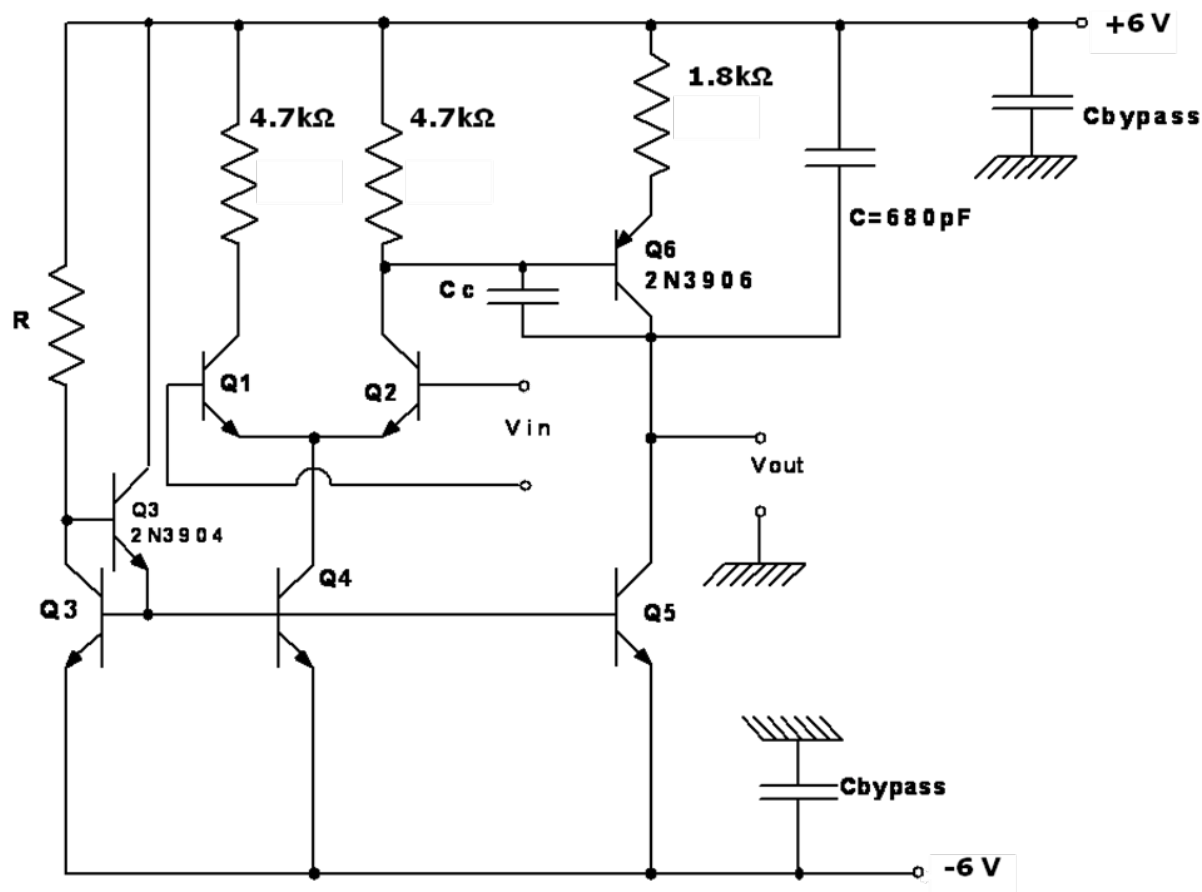 +6 V
1.8kΩ
4.7kΩ
4.7kΩ
Cbypass
C=680pF
Q6
2N3906
Cc
R
Q1
Q2
Vin
Vout
Q3
2N3904
Q4
Q3
Q5
Cbypass
-6 V